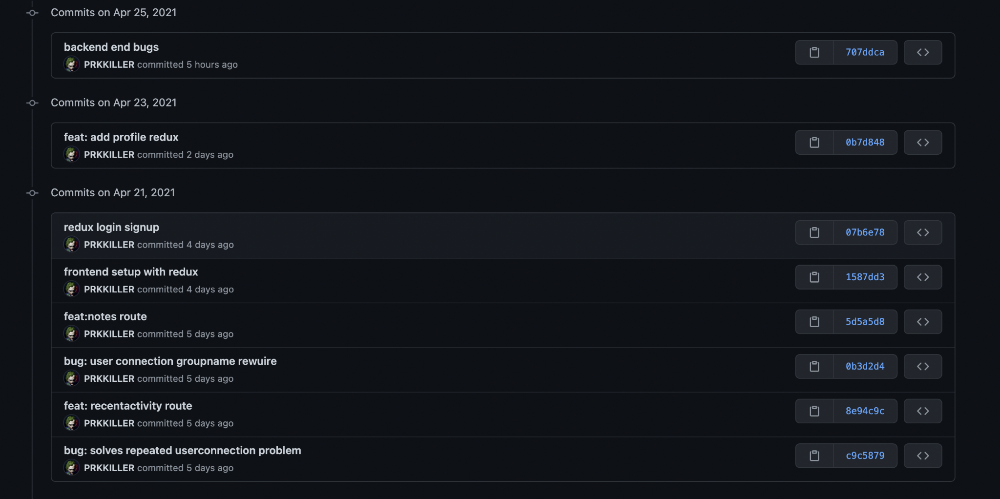 Commits on Apr 25, 2021
backend end bugs
707ddca
PRKKILLER committed 5 hours ago
Commits on Apr 23, 2021
feat: add profile redux
0b7d848
PRKKILLER committed 2 days ago
Commits on Apr 21, 2021
redux login signup
07b6e78
PRKKILLER committed 4 days ago
frontend setup with redux
1587dd3
PRKKILLER committed 4 days ago
feat:notes route
5d5a5d8
PRKKILLER committed 5 days ago
bug: user connection groupname rewuire
0b3d2d4
PRKKILLER committed 5 days ago
feat: recentactivity route
8e94c9c
PRKKILLER committed 5 days ago
bug: solves repeated userconnection problem
c9c5879
PRKKILLER committed 5 days ago